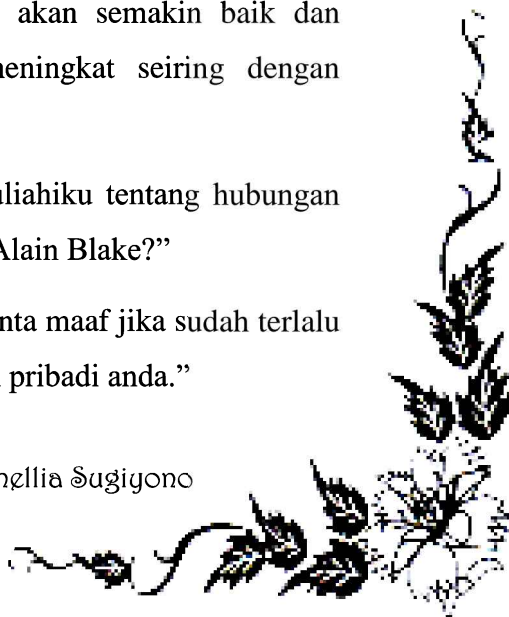 akan semakin baik dan
meningkat seiring dengan
uliahiku tentang hubungan
Alain Blake?”
nta maaf jika sudah terlalu
pribadi anda.”
nellia Sugiyono